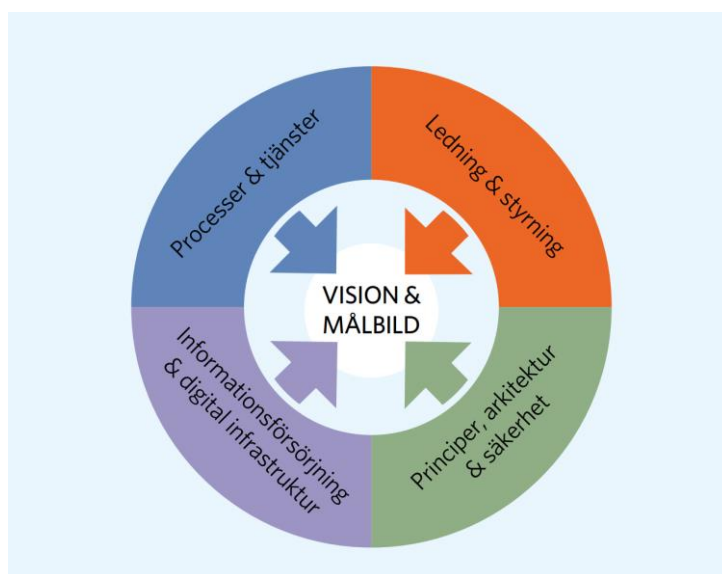 Processer & tjänster
Ledning & styrning
VISION &
MÅLBILD
Informationsförsörjning
& digital infrastruktur
Principer, arkitektur
& säkerhet